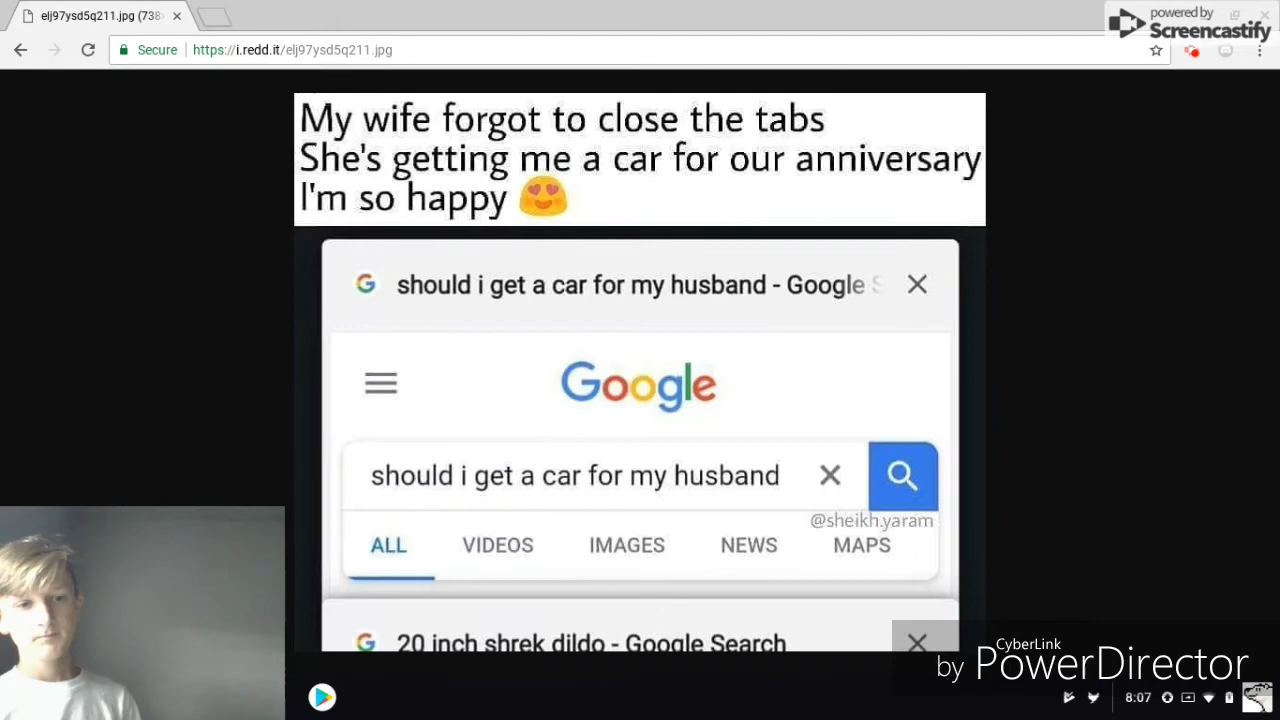 elj97ysd5q211.jpg (738
powered by
Screencastify
Secure
https://i.redd.it/elj97ysd5q211.jpg
My wife forgot to close the tabs
She's getting me a car for our anniversary
I'm so happy 😍
should i get a car for my husband - Google S
Google
should i get a car for my husband
@sheikh.yaram
ALL VIDEOS IMAGES NEWS MAPS
20 inch shrek dildo - Google Search
CyberLink
by PowerDirector
8:07